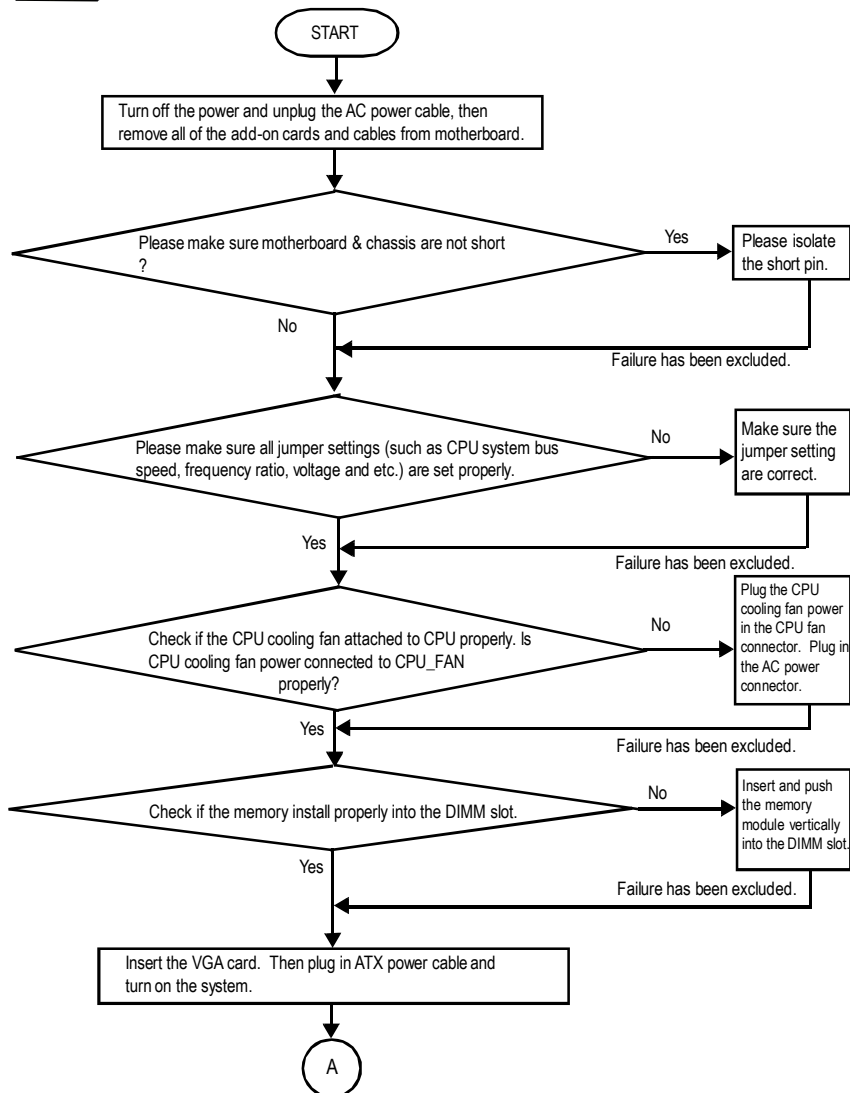 START
Turn off the power and unplug the AC power cable, then
remove all of the add-on cards and cables from motherboard.
Please make sure motherboard & chassis are not short
?
Yes
Please isolate
the short pin.
No
Failure has been excluded.
Please make sure all jumper settings (such as CPU system bus
speed, frequency ratio, voltage and etc.) are set properly.
No
Make sure the
jumper setting
are correct.
Yes
Failure has been excluded.
Check if the CPU cooling fan attached to CPU properly. Is
CPU cooling fan power connected to CPU_FAN
properly?
No
Plug the CPU
cooling fan power
in the CPU fan
connector. Plug in
the AC power
connector.
Yes
Failure has been excluded.
Check if the memory install properly into the DIMM slot.
No
Insert and push
the memory
module vertically
into the DIMM slot.
Yes
Failure has been excluded.
Insert the VGA card. Then plug in ATX power cable and
turn on the system.
A